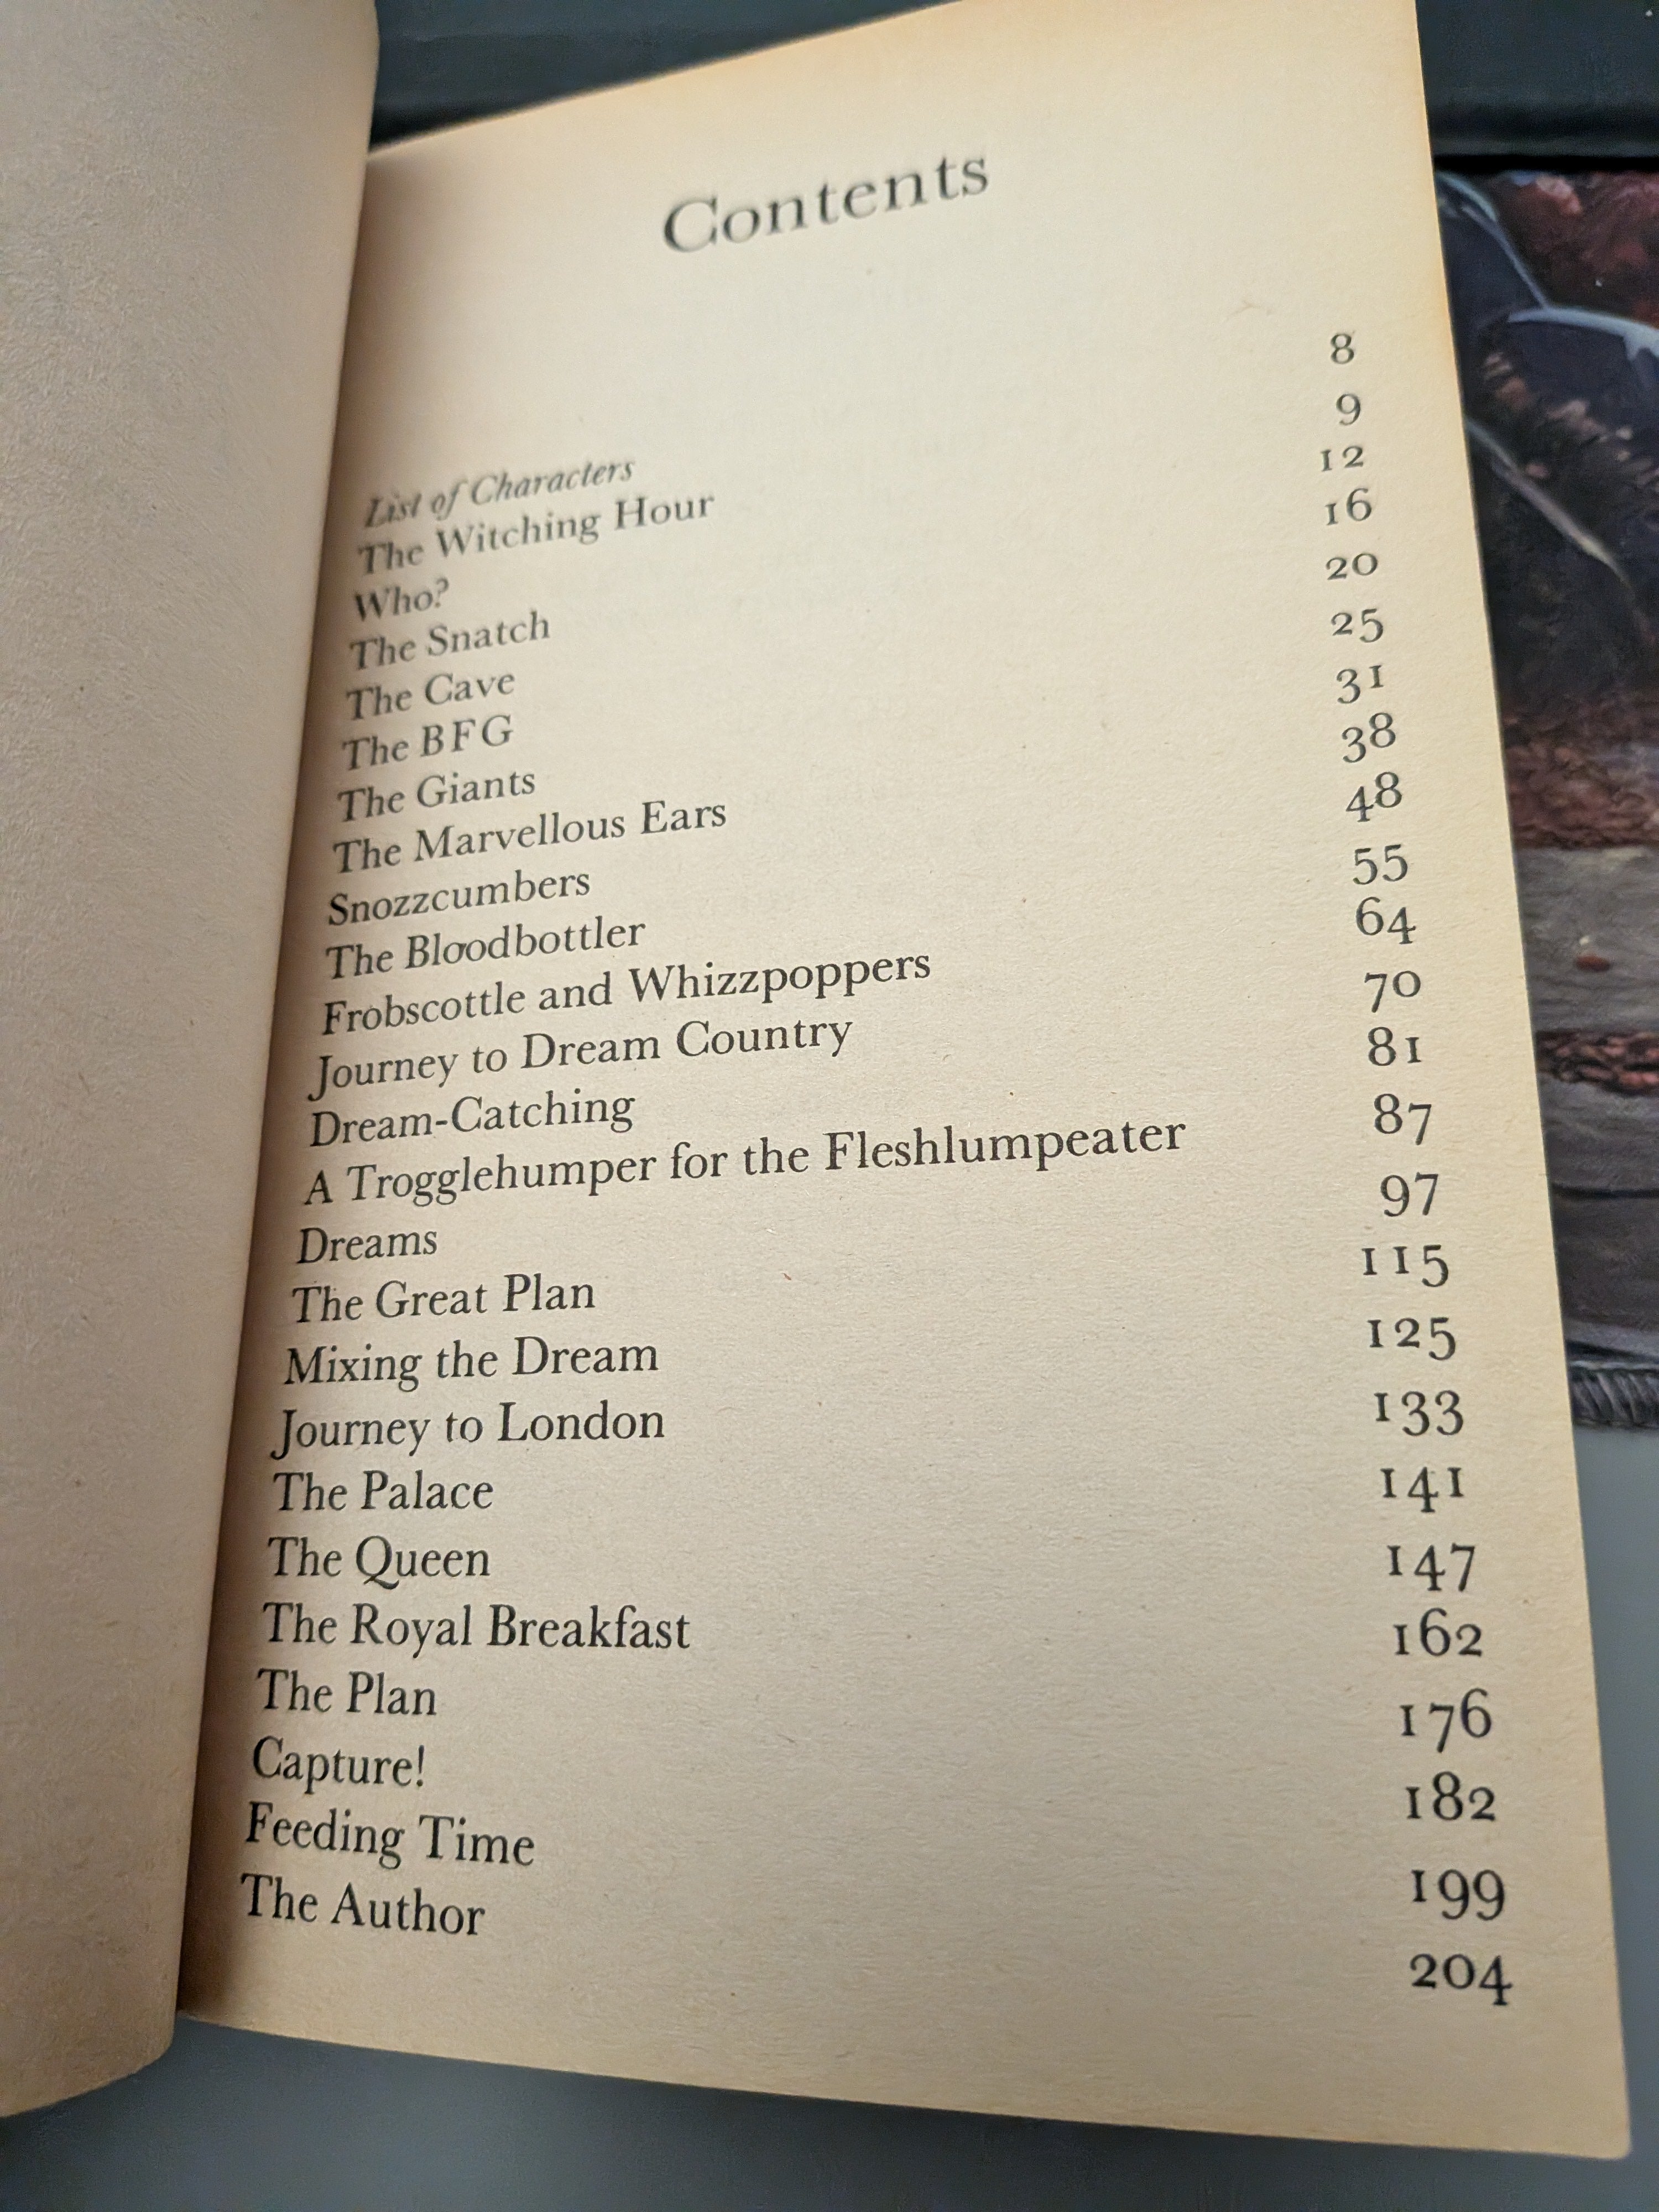 Contents
List of Characters 8
The Witching Hour 9
Who? 12
The Snatch 16
The Cave 20
The BFG 25
The Giants 31
The Marvellous Ears 38
Snozzcumbers 48
The Bloodbottler 55
Frobscottle and Whizzpoppers 64
Journey to Dream Country 70
Dream-Catching 81
A Trogglehumper for the Fleshlumpeater 87
Dreams 97
The Great Plan 115
Mixing the Dream 125
Journey to London 133
The Palace 141
The Queen 147
The Royal Breakfast 162
The Plan 176
Capture! 182
Feeding Time 199
The Author 204